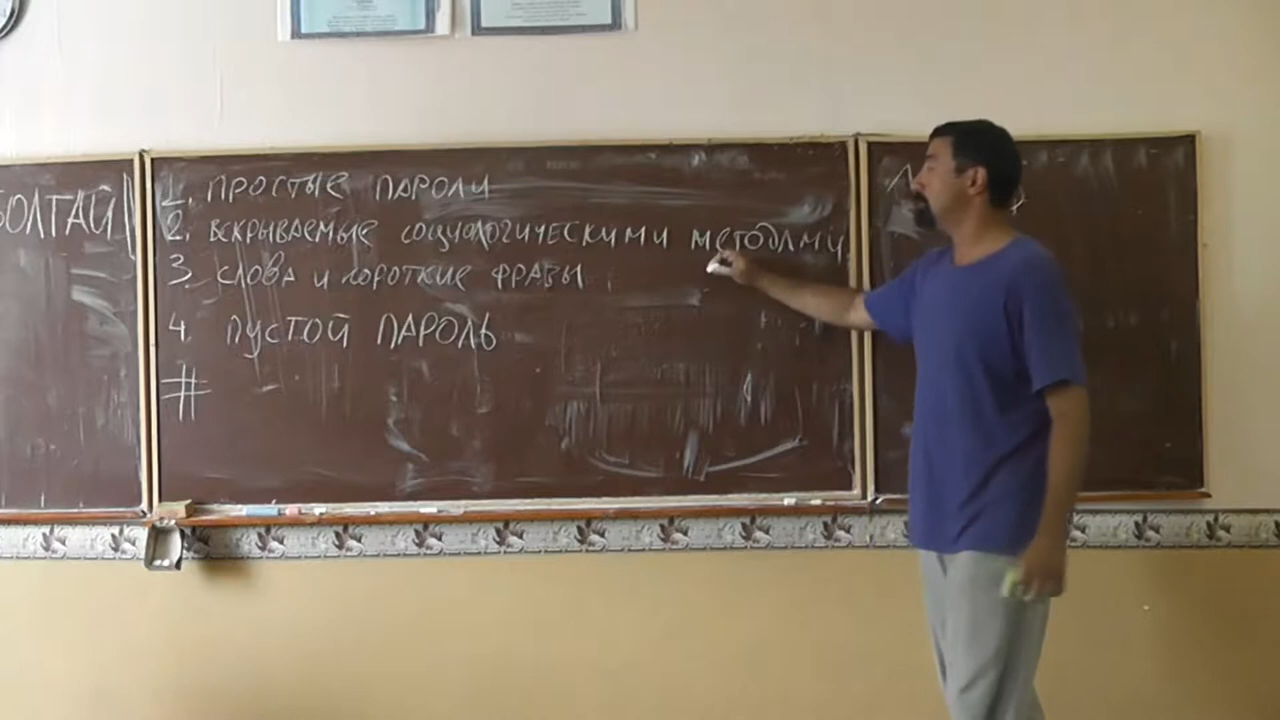 БОЛТАЙ
1. ПРОСТЫЕ ПАРОЛИ
2. ВСКРЫВАЕМЫЕ СОЦИОЛОГИЧЕСКИМИ МЕТОДАМИ
3. СЛОВА И КОРОТКИЕ ФРАЗЫ
4. ПУСТОЙ ПАРОЛЬ
#